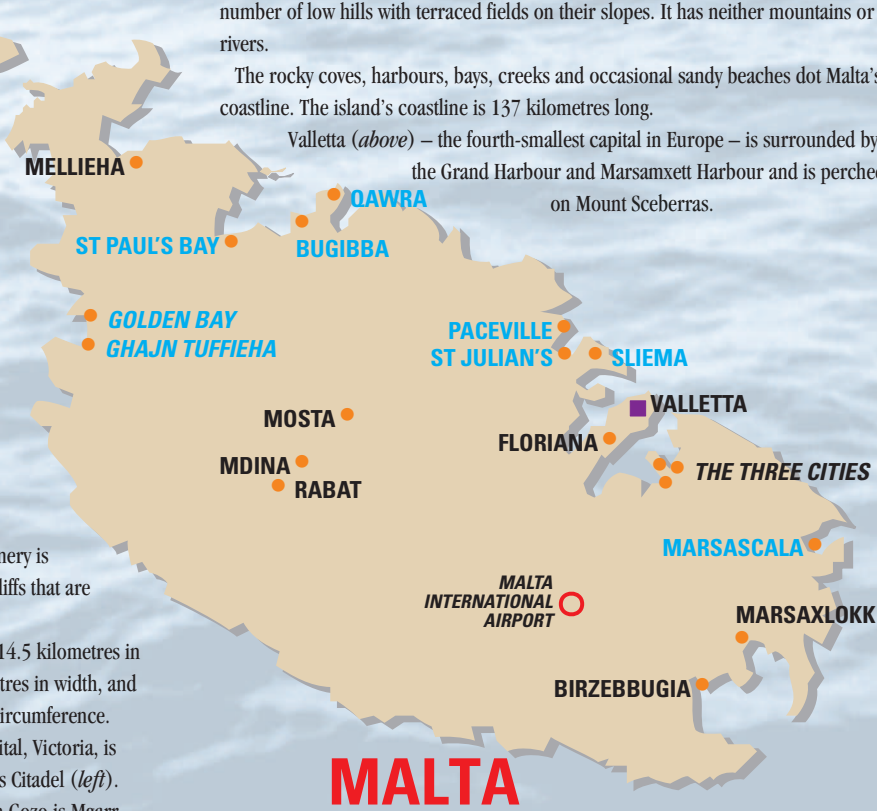 number of low hills with terraced fields on their slopes. It has neither mountains or
rivers.
The rocky coves, harbours, bays, creeks and occasional sandy beaches dot Malta's
coastline. The island's coastline is 137 kilometres long.
Valletta (above) – the fourth-smallest capital in Europe – is surrounded by
the Grand Harbour and Marsamxett Harbour and is perched
on Mount Sceberras.
MELLIEHA
QAWRA
ST PAUL'S BAY
BUGIBBA
GOLDEN BAY
GHAJN TUFFIEHA
PACEVILLE
ST JULIAN'S
SLIEMA
VALLETTA
MOSTA
FLORIANA
MDINA
RABAT
THE THREE CITIES
MARSASCALA
MALTA
INTERNATIONAL
AIRPORT
MARSAXLOKK
BIRZEBBUGIA
nery is
liffs that are
14.5 kilometres in
tres in width, and
ircumference.
ital, Victoria, is
s Citadel (left).
Gozo is Mgarr
MALTA